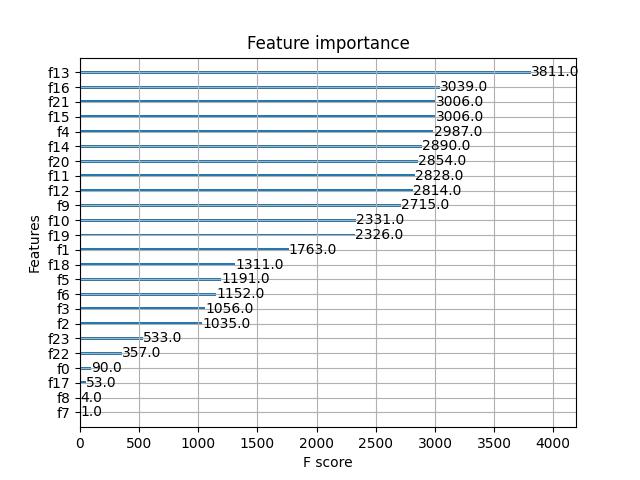 Feature importance
f13 3811.0
f16 3039.0
f21 3006.0
f15 3006.0
f4 2987.0
f14 2890.0
f20 2854.0
f11 2828.0
f12 2814.0
f9 2715.0
f10 2331.0
f19 2326.0
f1 1763.0
f18 1311.0
f5 1191.0
f6 1152.0
f3 1056.0
f2 1035.0
f23 533.0
f22 357.0
f0 90.0
f17 53.0
f8 4.0
f7 1.0
Features
0 500 1000 1500 2000 2500 3000 3500 4000
F score